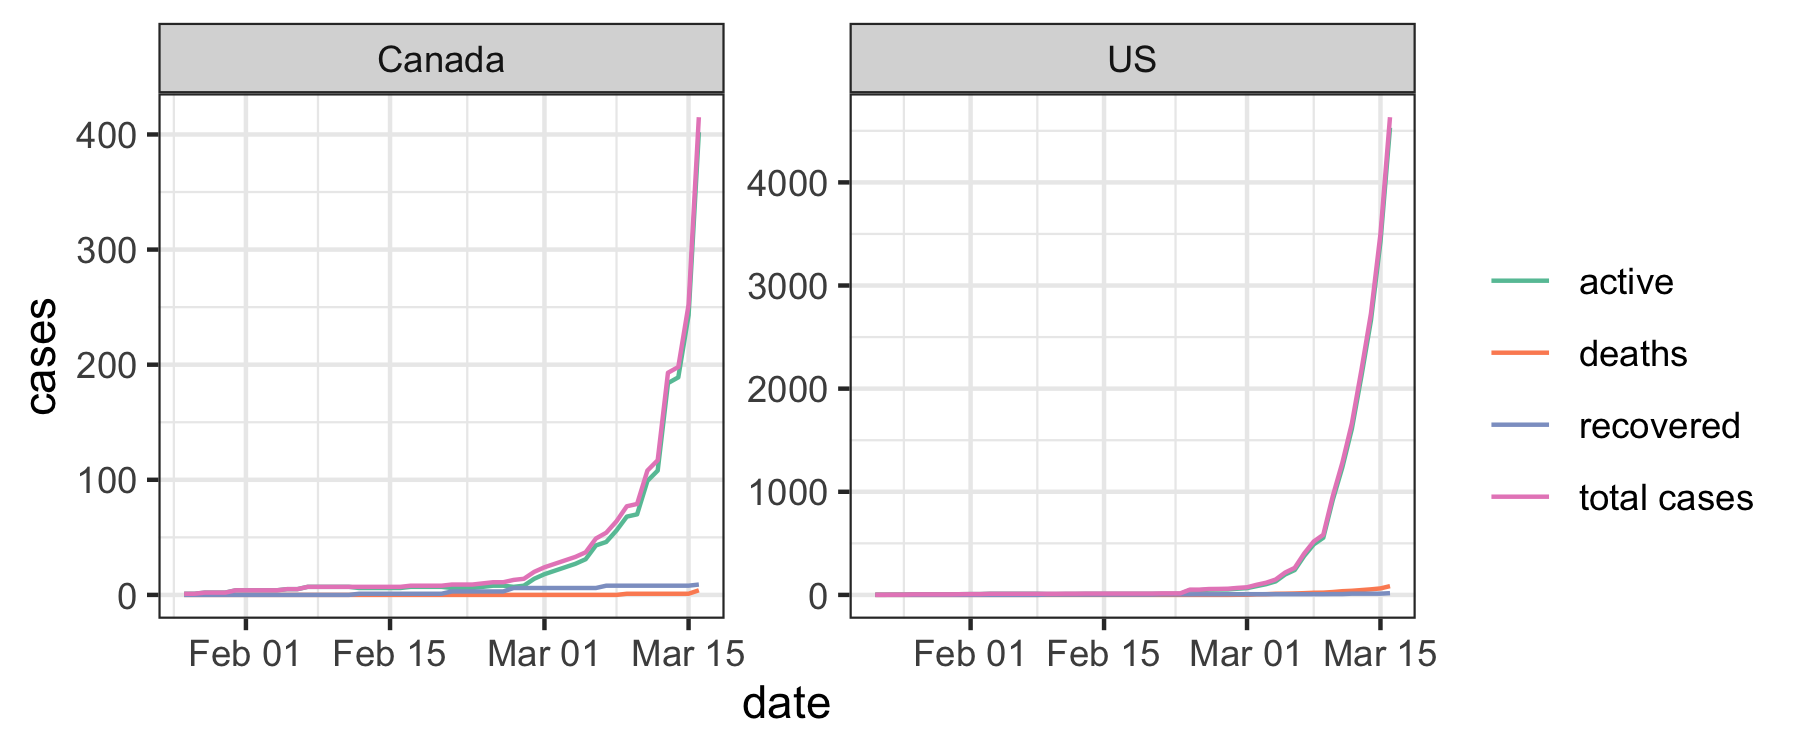 Canada
US
cases
400
300
200
100
0
4000
3000
2000
1000
0
Feb 01 Feb 15 Mar 01 Mar 15
Feb 01 Feb 15 Mar 01 Mar 15
date
active
deaths
recovered
total cases